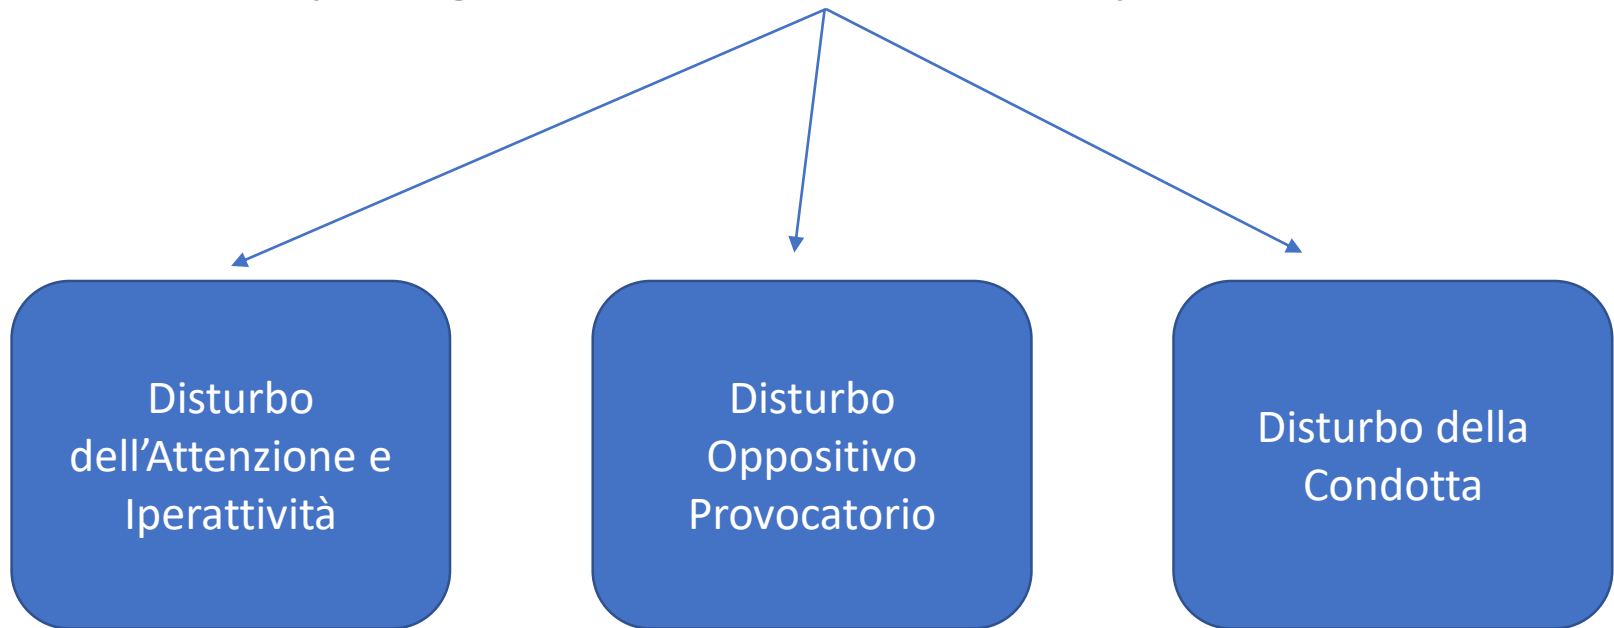 Disturbo
dell’Attenzione e
Iperattività
Disturbo
Oppositivo
Provocatorio
Disturbo della
Condotta